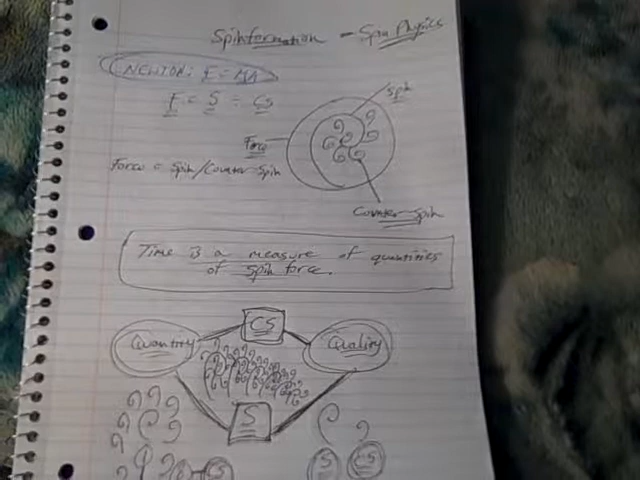 Spinformation - Spin Physics
NEWTON: F = MA
F = S = CS
Spin
Force
Force = Spin/Counter-Spin
Counter-Spin
Time is a measure of quantities
of spin force.
CS
Quantity
Quality
S
S
S
CS